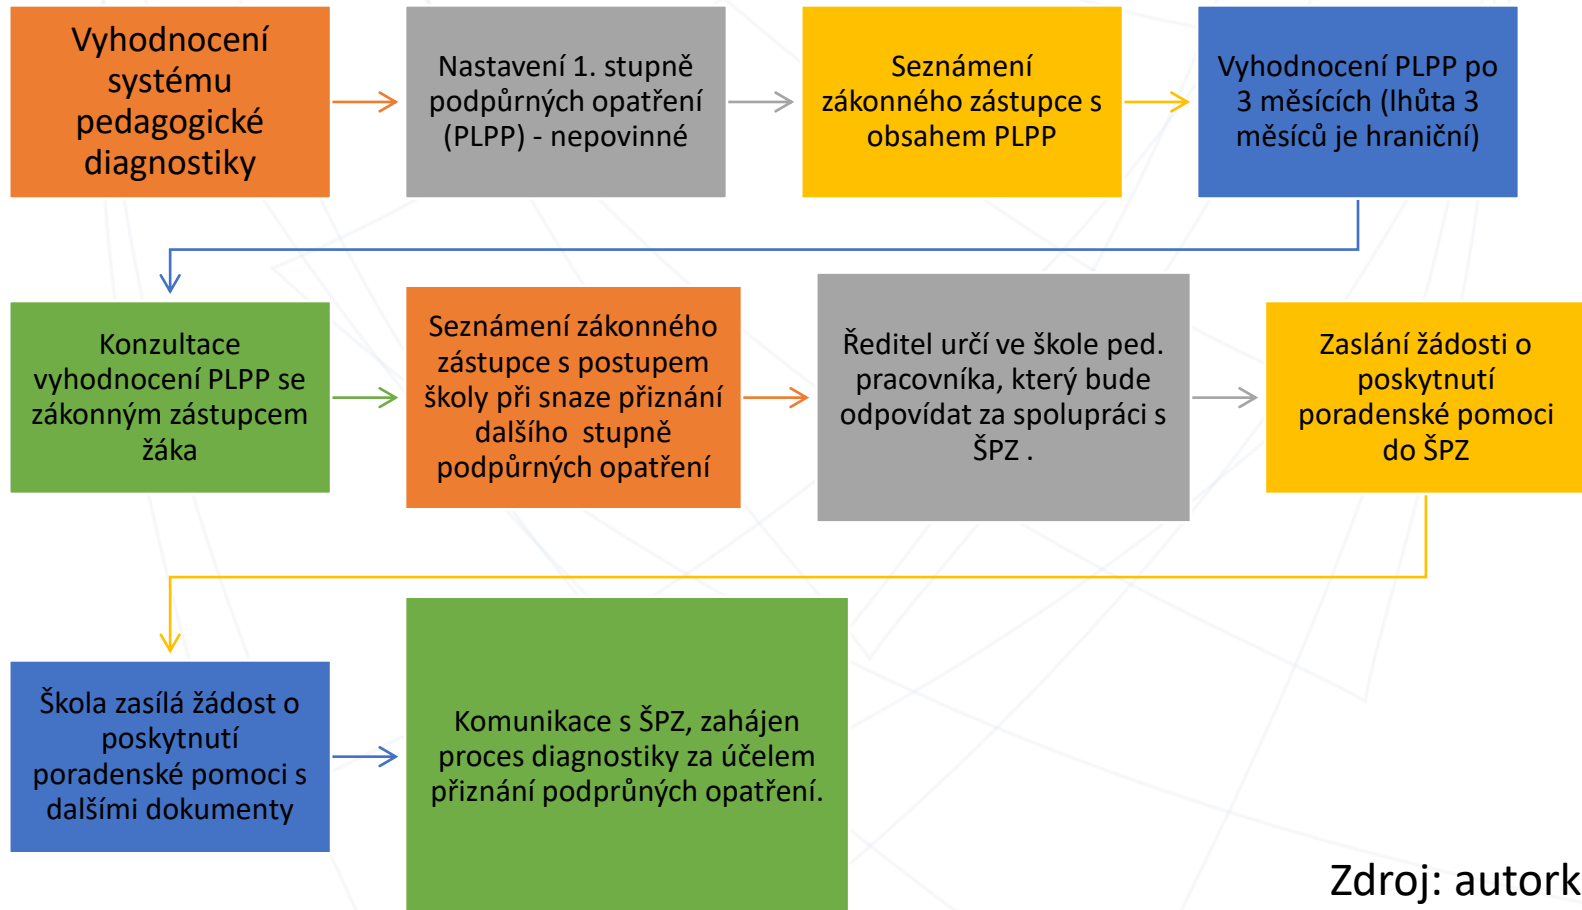 Vyhodnocení
systému
pedagogické
diagnostiky
Nastavení 1. stupně
podpůrných opatření
(PLPP) - nepovinné
Seznámení
zákonného zástupce s
obsahem PLPP
Vyhodnocení PLPP po
3 měsících (lhůta 3
měsíců je hraniční)
Konzultace
vyhodnocení PLPP se
zákonným zástupcem
žáka
Seznámení zákonného
zástupce s postupem
školy při snaze přiznání
dalšího  stupně
podpůrných opatření
Ředitel určí ve škole ped.
pracovníka, který bude
odpovídat za spolupráci s
ŠPZ .
Zaslání žádosti o
poskytnutí
poradenské pomoci
do ŠPZ
Škola zasílá žádost o
poskytnutí
poradenské pomoci s
dalšími dokumenty
Komunikace s ŠPZ, zahájen
proces diagnostiky za účelem
přiznání podprůných opatření.
Zdroj: autork